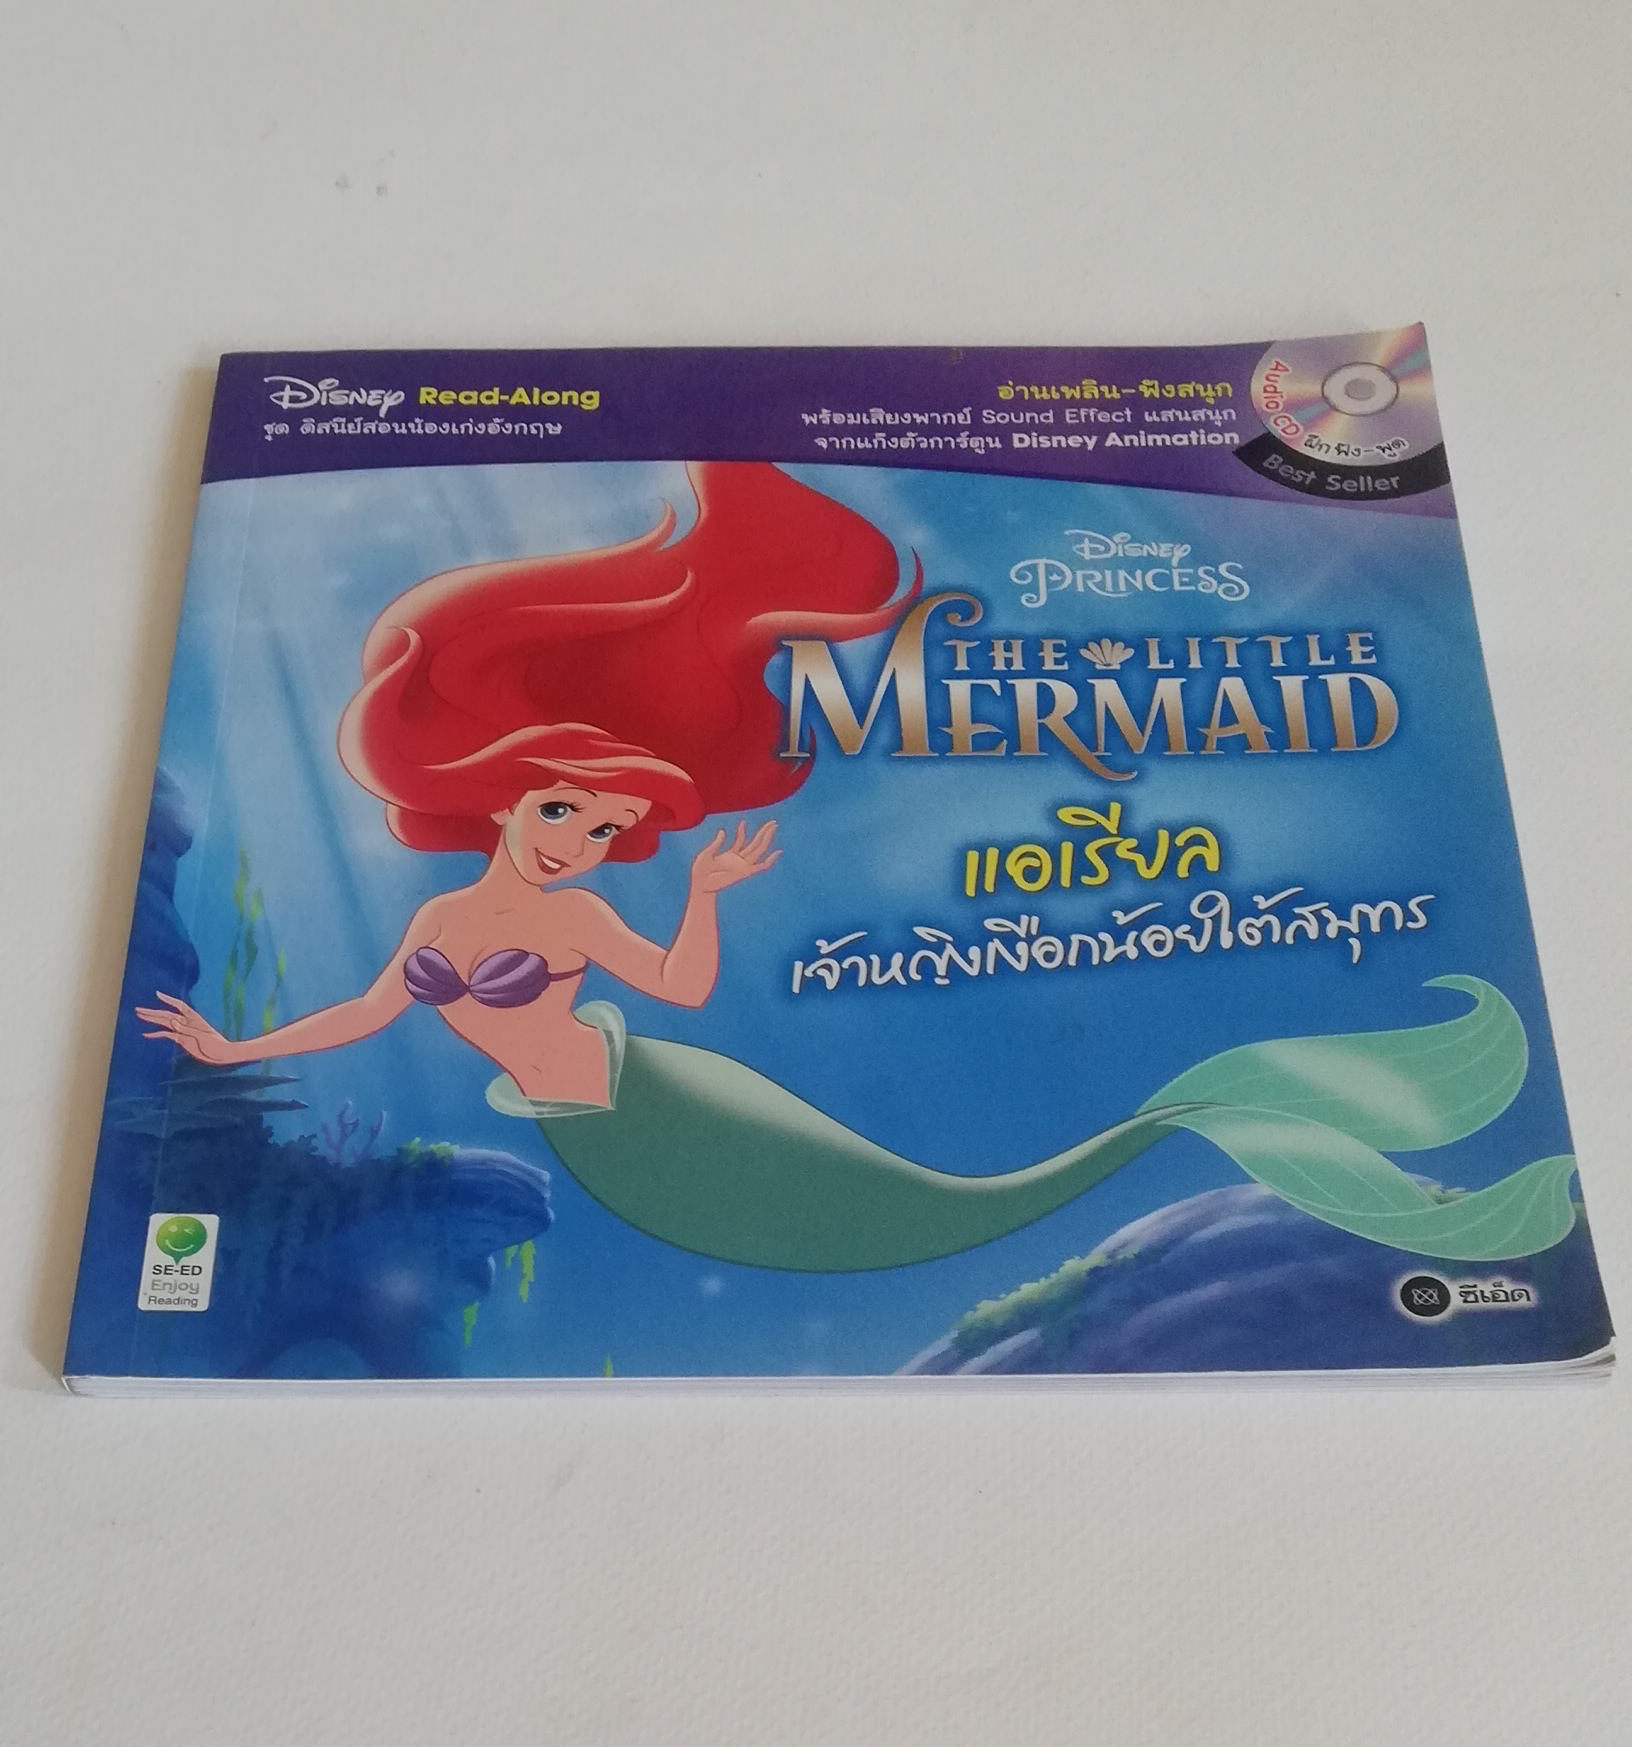 Disney Read-Along
ชุด ดิสนีย์สอนน้องเก่งอังกฤษ
อ่านเพลิน-ฟังสนุก
พร้อมเสียงพากย์ Sound Effect แสนสนุก
จากแก๊งตัวการ์ตูน Disney Animation
Audio CD ฝึก ฟัง-พูด
Best Seller
Disney
PRINCESS
THE LITTLE
MERMAID
แอเรียล
เจ้าหญิงเงือกน้อยใต้สมุทร
SE-ED
Enjoy
Reading
ซีเอ็ด